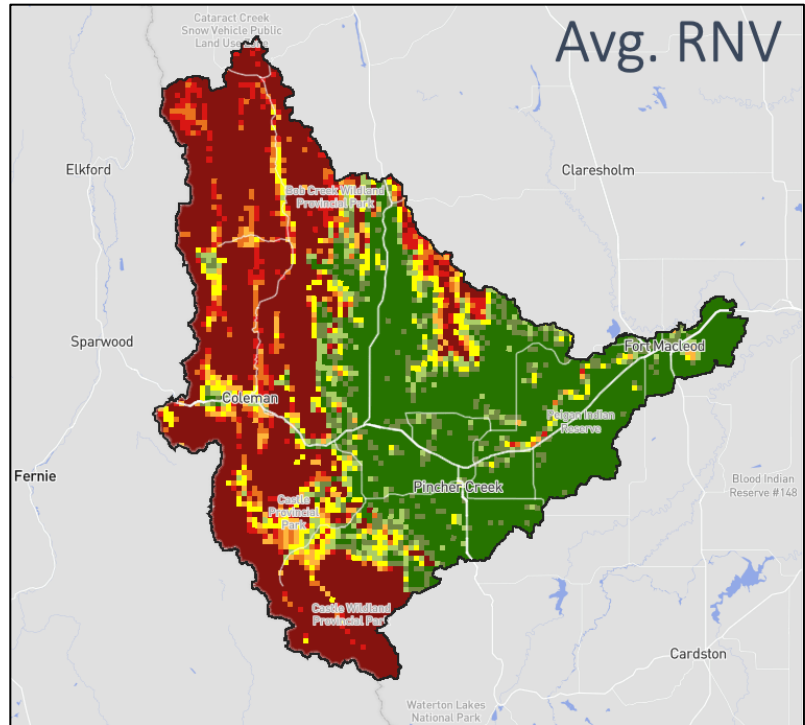 Avg. RNV
Cataract Creek
Snow Vehicle Public
Land Use
Elkford
Claresholm
Bob Creek Wildland
Provincial Park
Sparwood
Fort Macleod
Coleman
Peigan Indian
Reserve
Fernie
Pincher Creek
Blood Indian
Reserve #148
Castle
Provincial
Park
Castle Wildland
Provincial Par
Cardston
Waterton Lakes
National Park